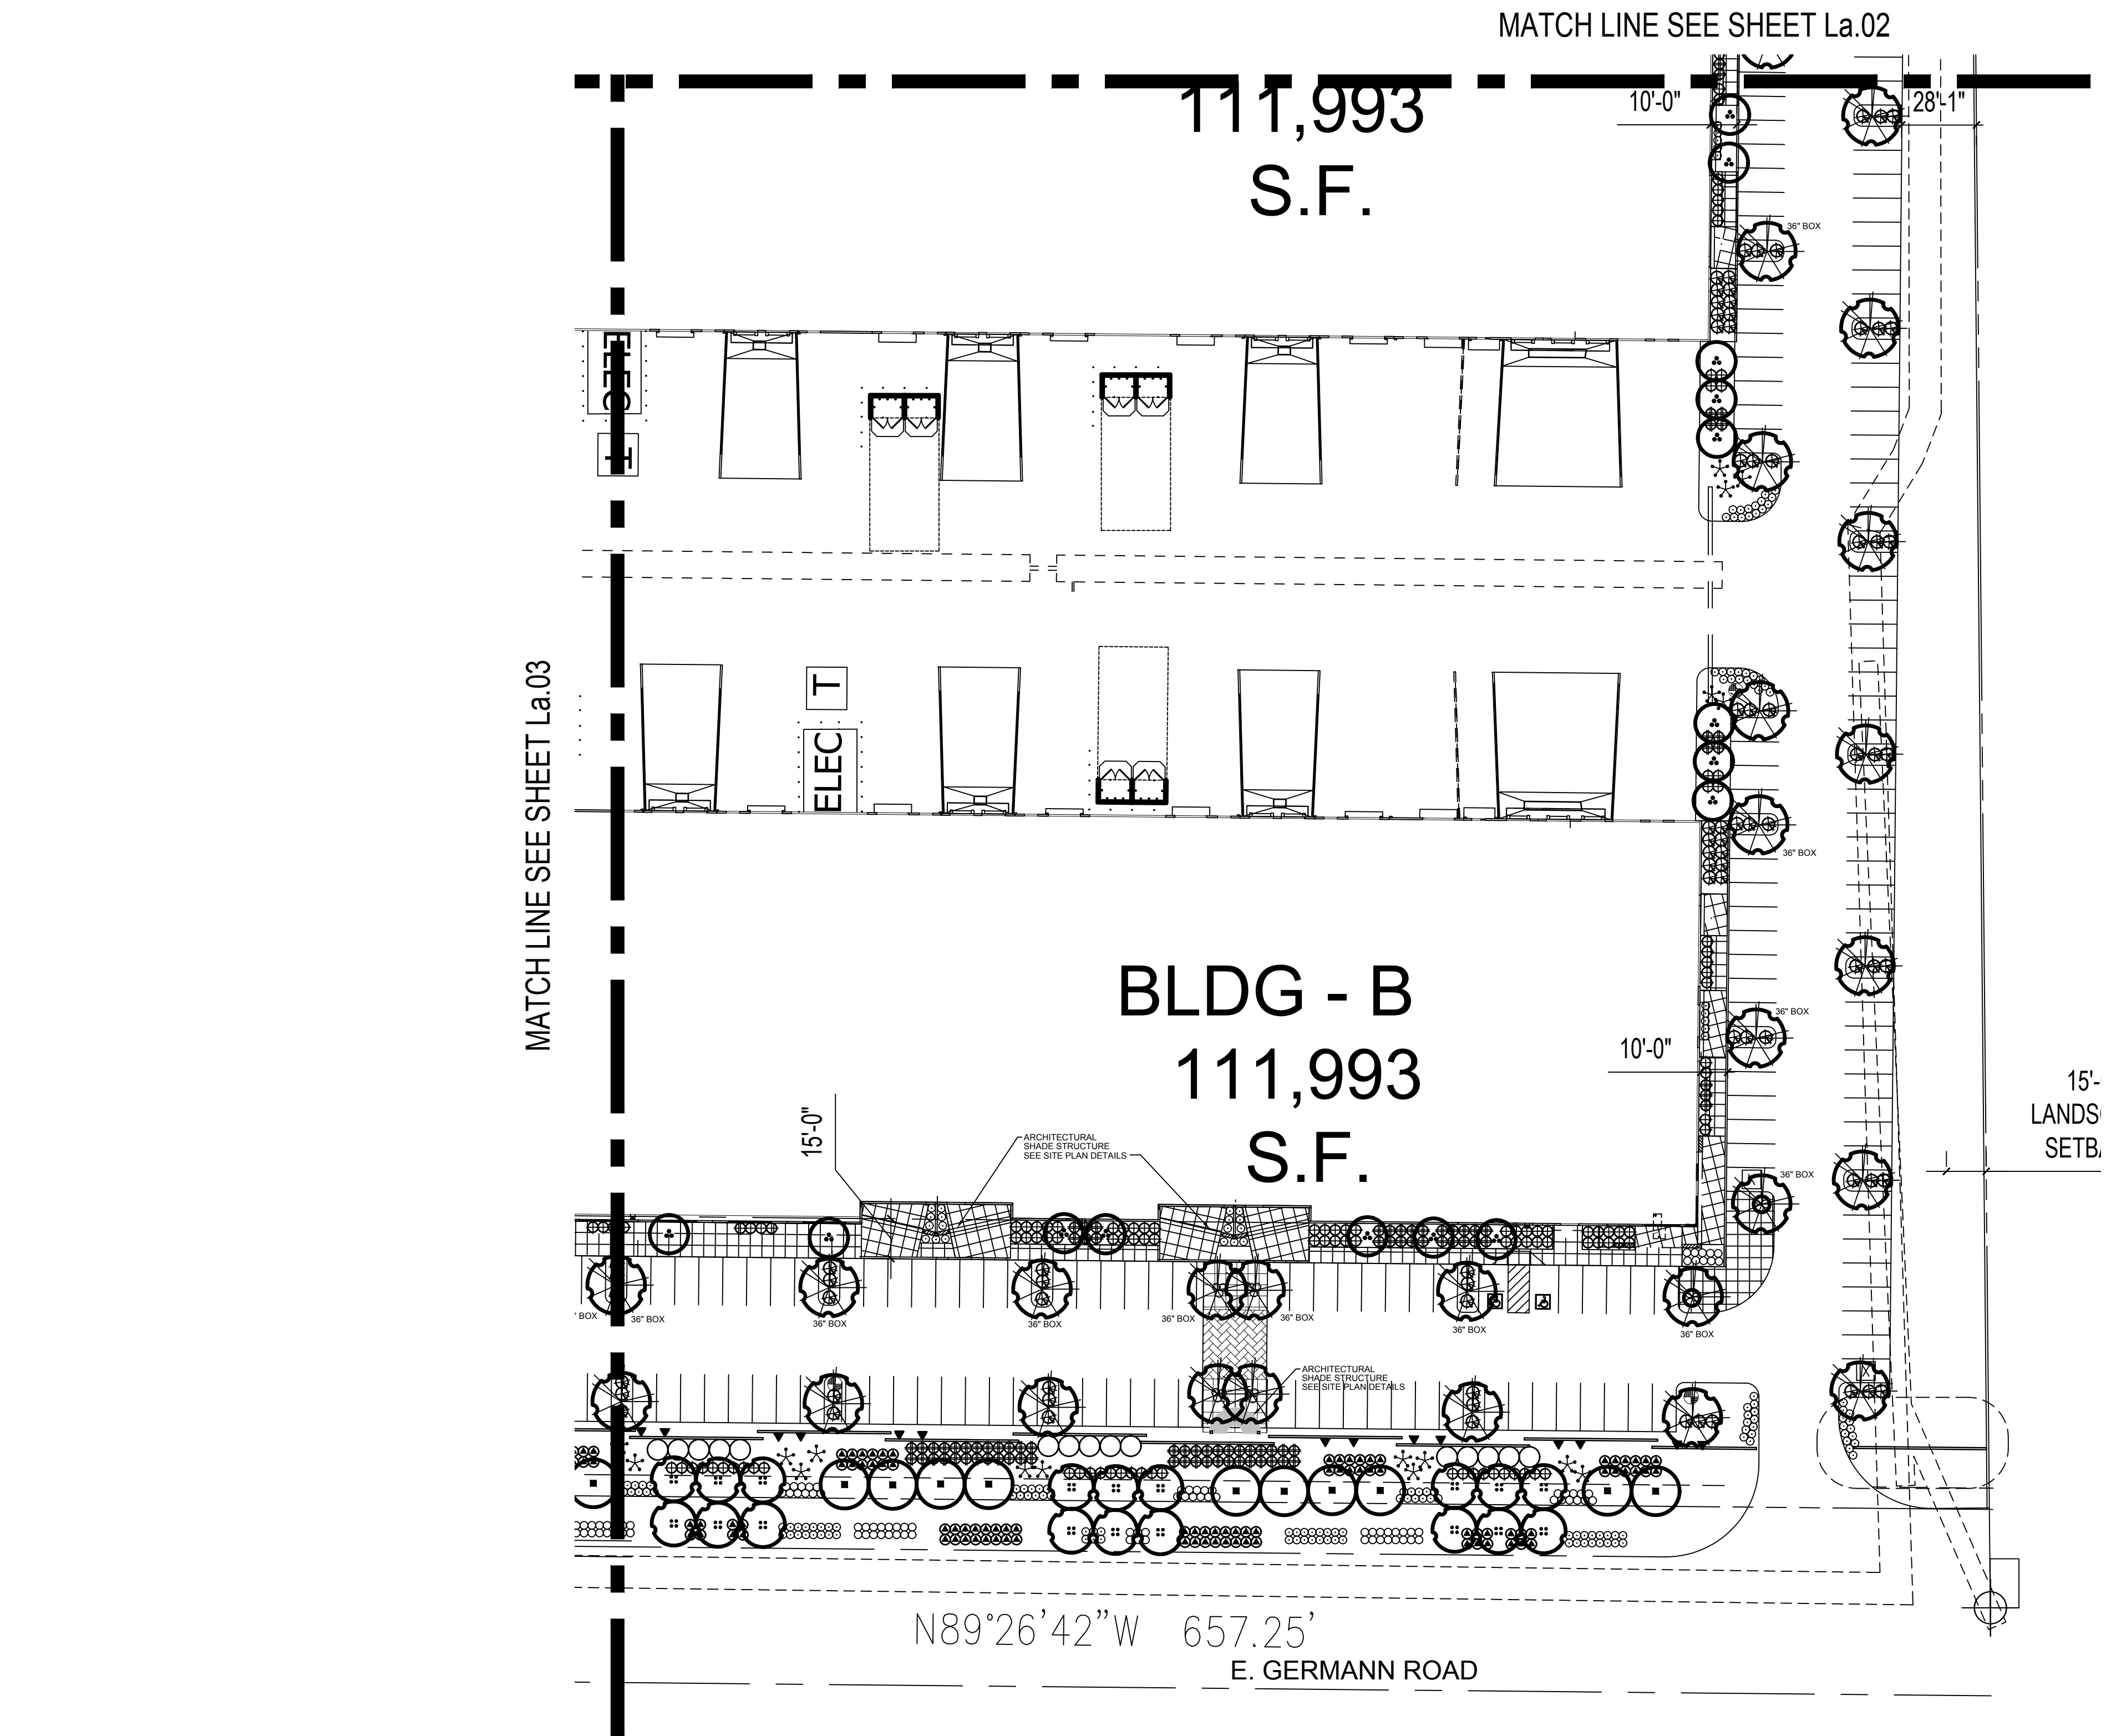 MATCH LINE SEE SHEET La.02
111,993
S.F.
10'-0"
28'-1"
36" BOX
ELEC
T
MATCH LINE SEE SHEET La.03
T
ELEC
36" BOX
BLDG - B
111,993
S.F.
36" BOX
10'-0"
15'-
LANDS
SETBA
15'-0"
ARCHITECTURAL
SHADE STRUCTURE
SEE SITE PLAN DETAILS
36" BOX
" BOX
36" BOX
36" BOX
36" BOX
36" BOX
36" BOX
36" BOX
36" BOX
ARCHITECTURAL
SHADE STRUCTURE
SEE SITE PLAN DETAILS
N89°26'42"W 657.25'
E. GERMANN ROAD